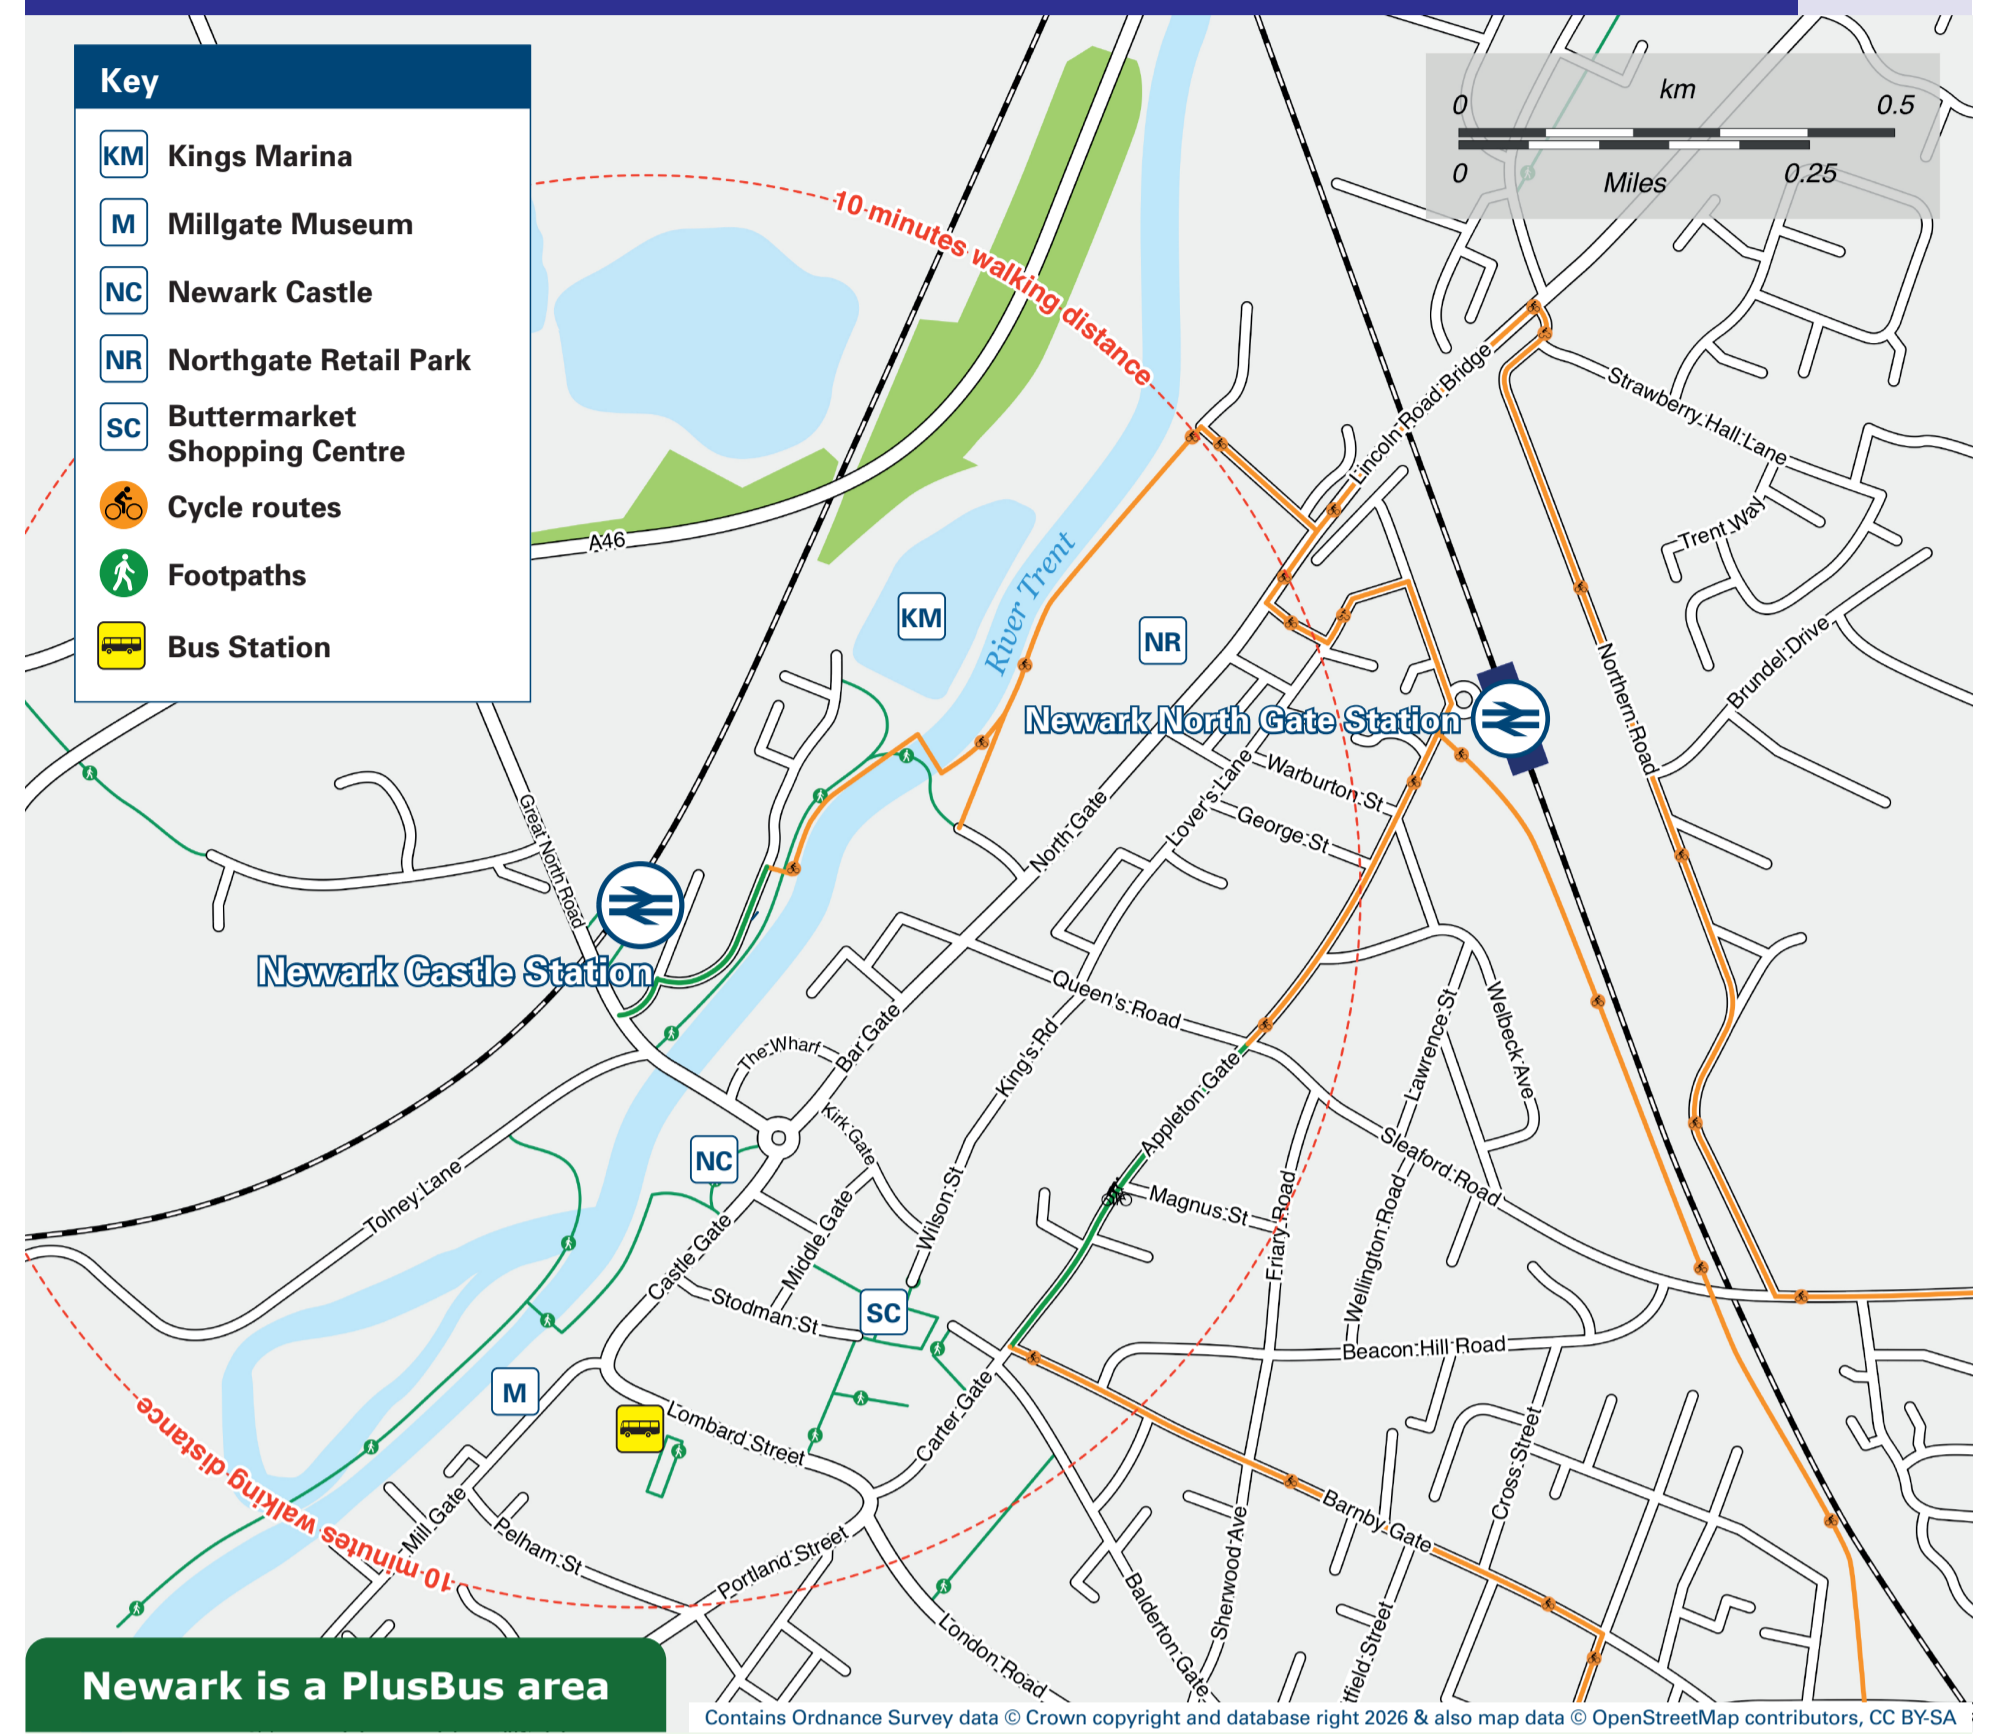 Key
KM Kings Marina
M Millgate Museum
NC Newark Castle
NR Northgate Retail Park
SC Buttermarket
Shopping Centre
Cycle routes
Footpaths
Bus Station
km
0 0.5
0 Miles 0.25
10 minutes walking distance
Lincoln Road Bridge
Strawberry Hall Lane
Trent Way
A46
KM
River Trent
NR
Northern Road
Brundel Drive
Newark North Gate Station
Warburton St
Lover's Lane
George St
North Gate
Great North Road
Newark Castle Station
Queen's Road
Bar Gate
The Wharf
King's Rd
Lawrence St
Welbeck Ave
Appleton Gate
Kirk Gate
NC
Sleaford Road
Tolney Lane
Magnus St
Wilson St
Middle Gate
Castle Gate
Friary Road
Wellington Road
Stodman St
SC
Beacon Hill Road
M
Lombard Street
Carter Gate
10 minutes walking distance
Mill Gate
Pelham St
Portland Street
Barnby Gate
Cross Street
Sherwood Ave
Balderton Gate
London Road
tfield Street
Newark is a PlusBus area
Contains Ordnance Survey data © Crown copyright and database right 2026 & also map data © OpenStreetMap contributors, CC BY-SA